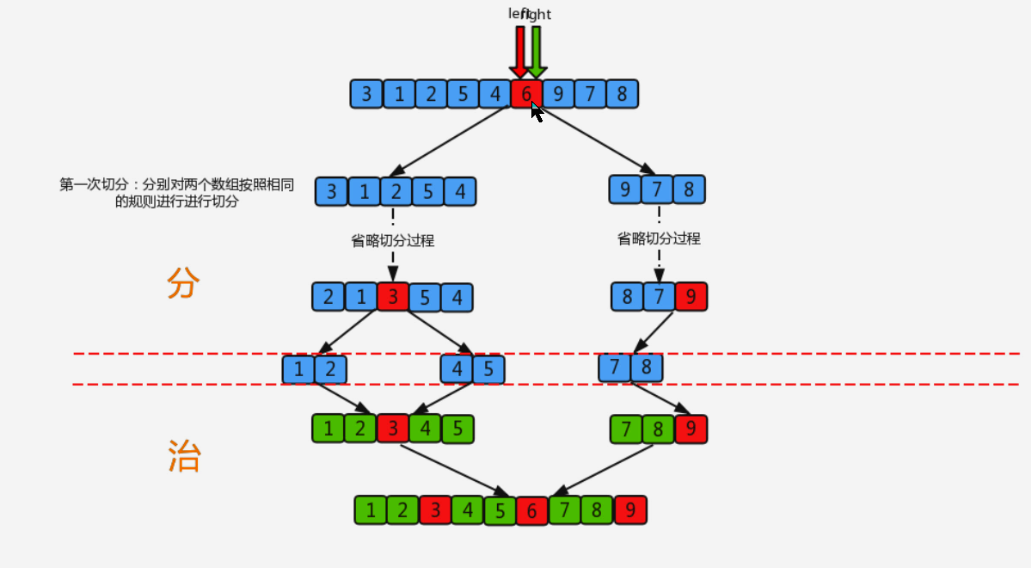 left right
3 1 2 5 4 6 9 7 8
第一次切分：分别对两个数组按照相同
的规则进行进行切分
3 1 2 5 4
9 7 8
省略切分过程
省略切分过程
分
2 1 3 5 4
8 7 9
1 2
4 5
7 8
治
1 2 3 4 5
7 8 9
1 2 3 4 5 6 7 8 9